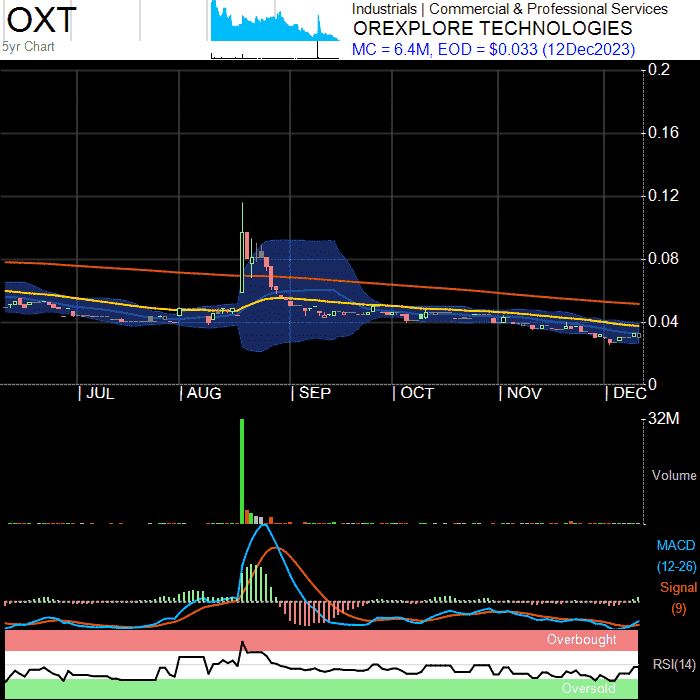 OXT
5yr Chart
Industrials | Commercial & Professional Services
OREXPLORE TECHNOLOGIES
MC = 6.4M, EOD = $0.033 (12Dec2023)
0.2
0.16
0.12
0.08
0.04
0
| JUL | AUG | SEP | OCT | NOV | DEC
32M
Volume
MACD
(12-26)
Signal
(9)
Overbought
RSI(14)
Oversold